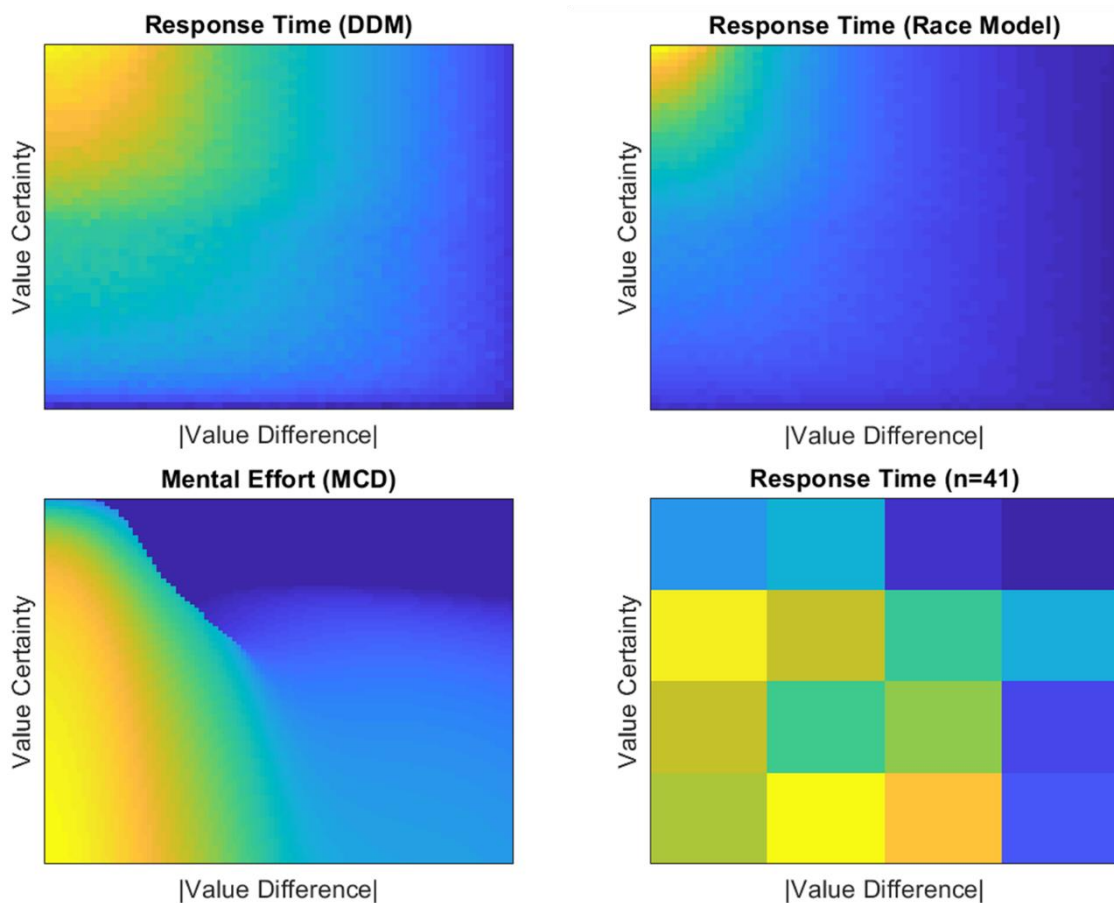 Response Time (DDM)
Value Certainty
|Value Difference|
Response Time (Race Model)
Value Certainty
|Value Difference|
Mental Effort (MCD)
Value Certainty
|Value Difference|
Response Time (n=41)
Value Certainty
|Value Difference|